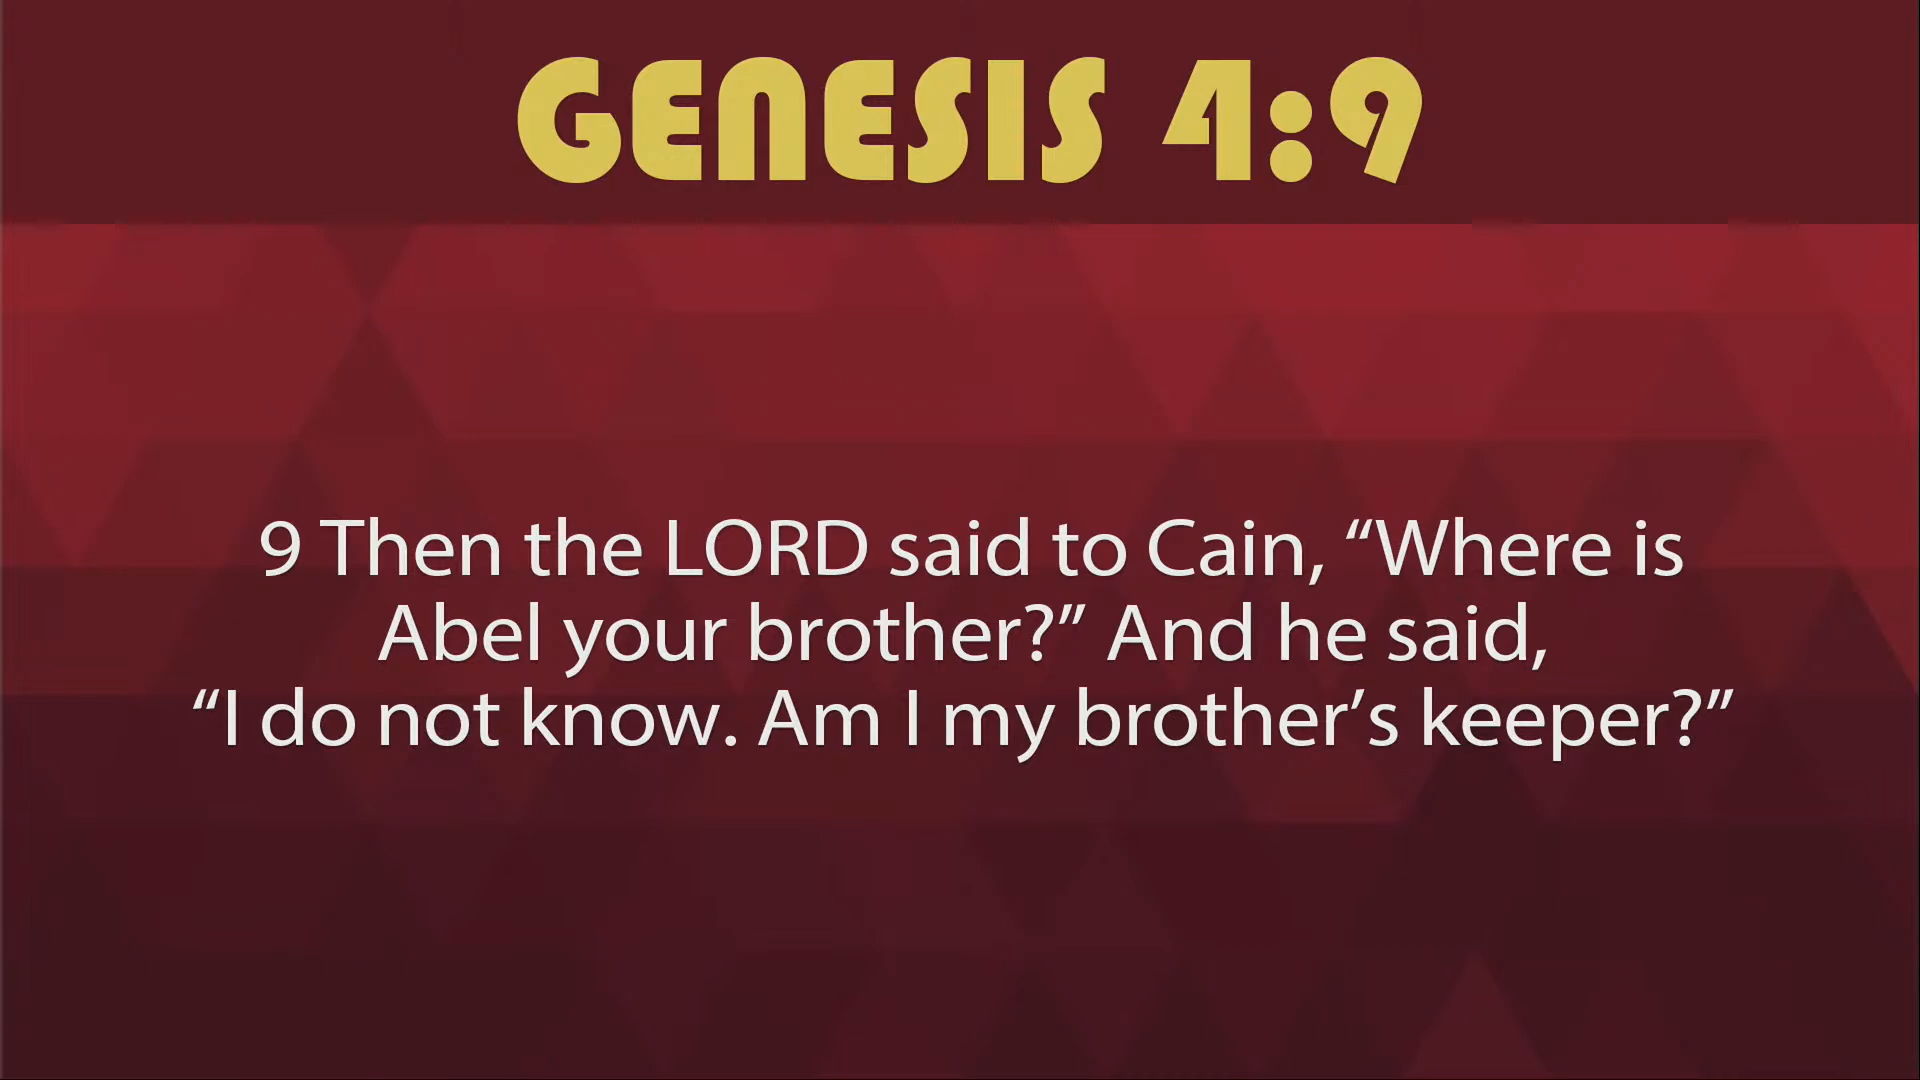 GENESIS 4:9
9 Then the LORD said to Cain, “Where is
Abel your brother?” And he said,
“I do not know. Am I my brother’s keeper?”